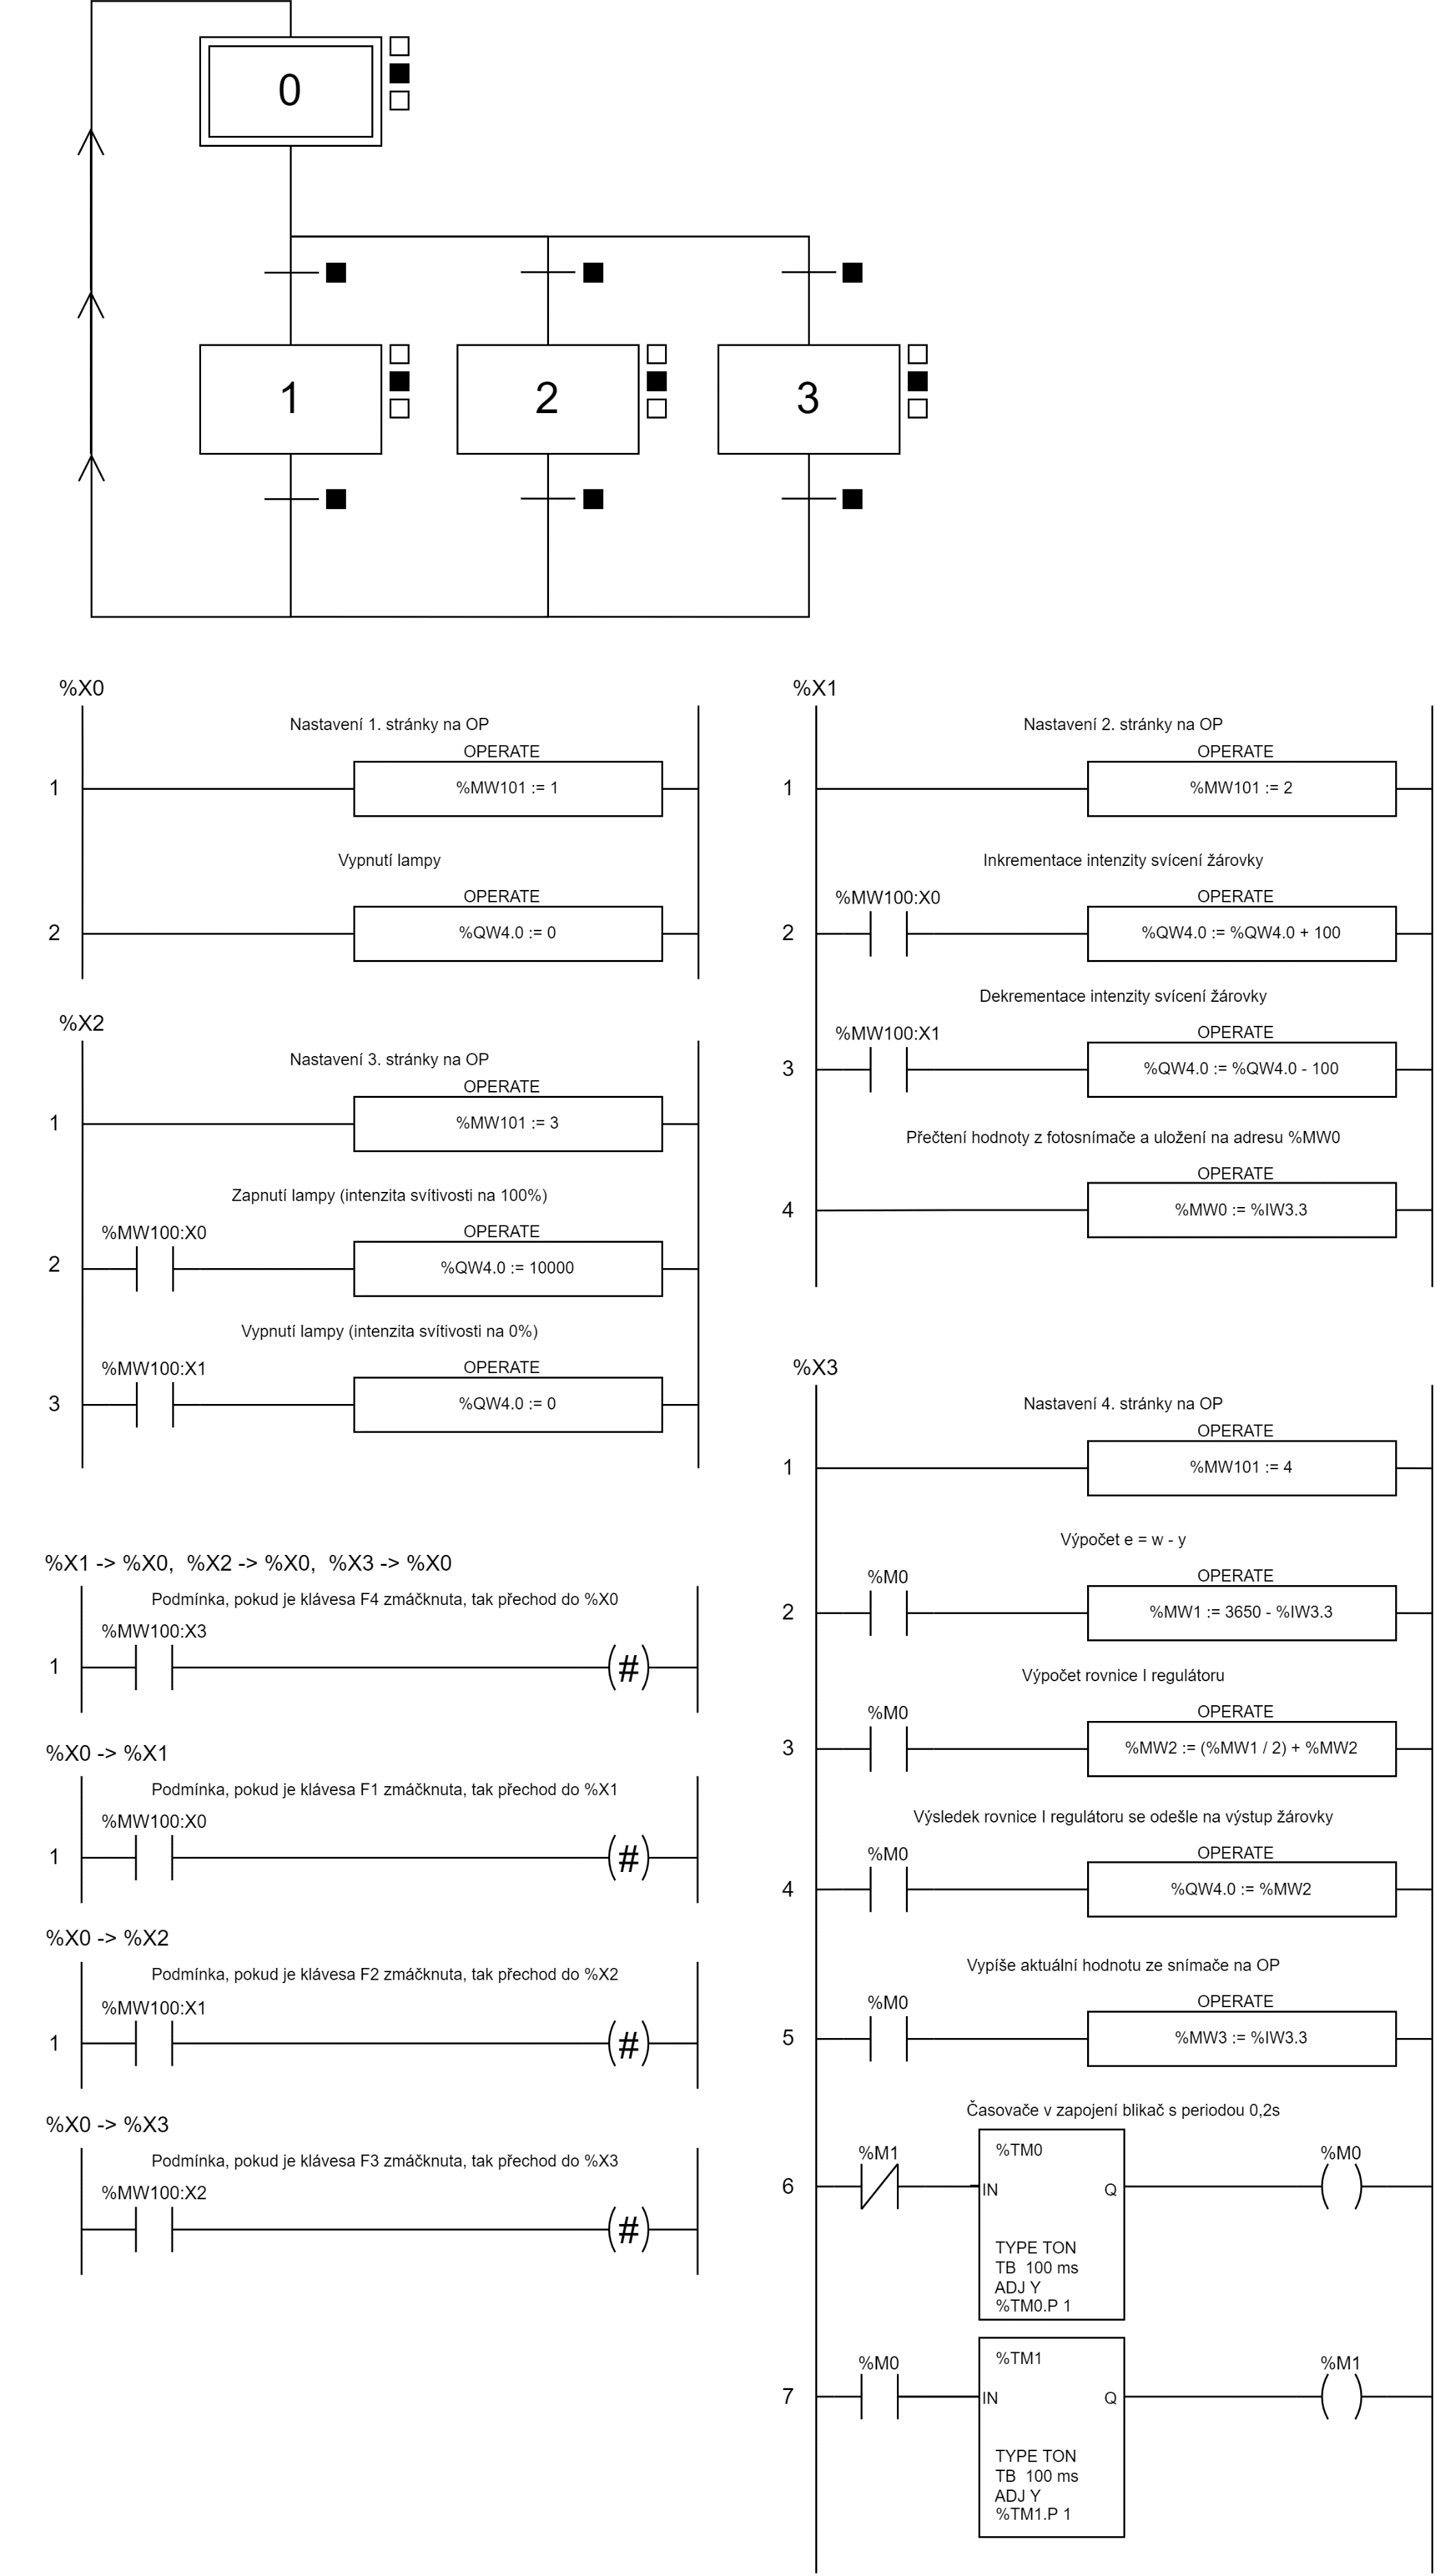 0
1
2
3
%X0
Nastavení 1. stránky na OP
OPERATE
1
%MW101 := 1
Vypnutí lampy
OPERATE
2
%QW4.0 := 0
%X1
Nastavení 2. stránky na OP
OPERATE
1
%MW101 := 2
Inkrementace intenzity svícení žárovky
%MW100:X0
OPERATE
2
%QW4.0 := %QW4.0 + 100
Dekrementace intenzity svícení žárovky
%MW100:X1
OPERATE
3
%QW4.0 := %QW4.0 - 100
Přečtení hodnoty z fotosnímače a uložení na adresu %MW0
OPERATE
4
%MW0 := %IW3.3
%X2
Nastavení 3. stránky na OP
OPERATE
1
%MW101 := 3
Zapnutí lampy (intenzita svítivosti na 100%)
%MW100:X0
OPERATE
2
%QW4.0 := 10000
Vypnutí lampy (intenzita svítivosti na 0%)
%MW100:X1
OPERATE
3
%QW4.0 := 0
%X3
Nastavení 4. stránky na OP
OPERATE
1
%MW101 := 4
Výpočet e = w - y
%M0
OPERATE
2
%MW1 := 3650 - %IW3.3
Výpočet rovnice I regulátoru
%M0
OPERATE
3
%MW2 := (%MW1 / 2) + %MW2
Výsledek rovnice I regulátoru se odešle na výstup žárovky
%M0
OPERATE
4
%QW4.0 := %MW2
Vypíše aktuální hodnotu ze snímače na OP
%M0
OPERATE
5
%MW3 := %IW3.3
Časovače v zapojení blikač s periodou 0,2s
%M1
%TM0
%M0
6
IN
Q
TYPE TON
TB 100 ms
ADJ Y
%TM0.P 1
%M0
%TM1
%M1
7
IN
Q
TYPE TON
TB 100 ms
ADJ Y
%TM1.P 1
%X1 -> %X0, %X2 -> %X0, %X3 -> %X0
Podmínka, pokud je klávesa F4 zmáčknuta, tak přechod do %X0
%MW100:X3
1
#
%X0 -> %X1
Podmínka, pokud je klávesa F1 zmáčknuta, tak přechod do %X1
%MW100:X0
1
#
%X0 -> %X2
Podmínka, pokud je klávesa F2 zmáčknuta, tak přechod do %X2
%MW100:X1
1
#
%X0 -> %X3
Podmínka, pokud je klávesa F3 zmáčknuta, tak přechod do %X3
%MW100:X2
#